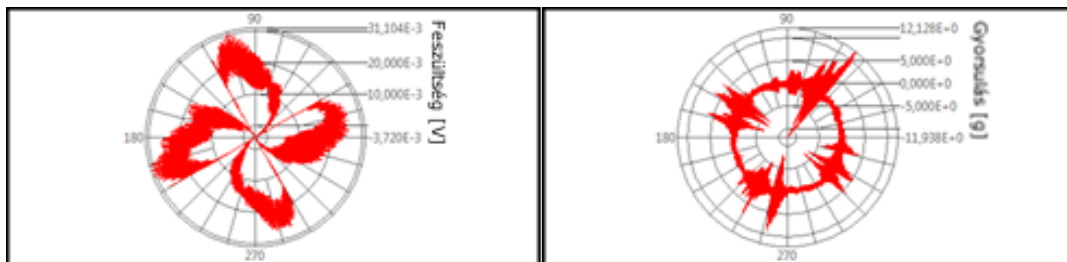 90
31,104E-3
20,000E-3
10,000E-3
-3,720E-3
180
270
Feszültség [V]
90
12,128E+0
5,000E+0
0,000E+0
-5,000E+0
-11,938E+0
180
270
Gyorsulás [g]